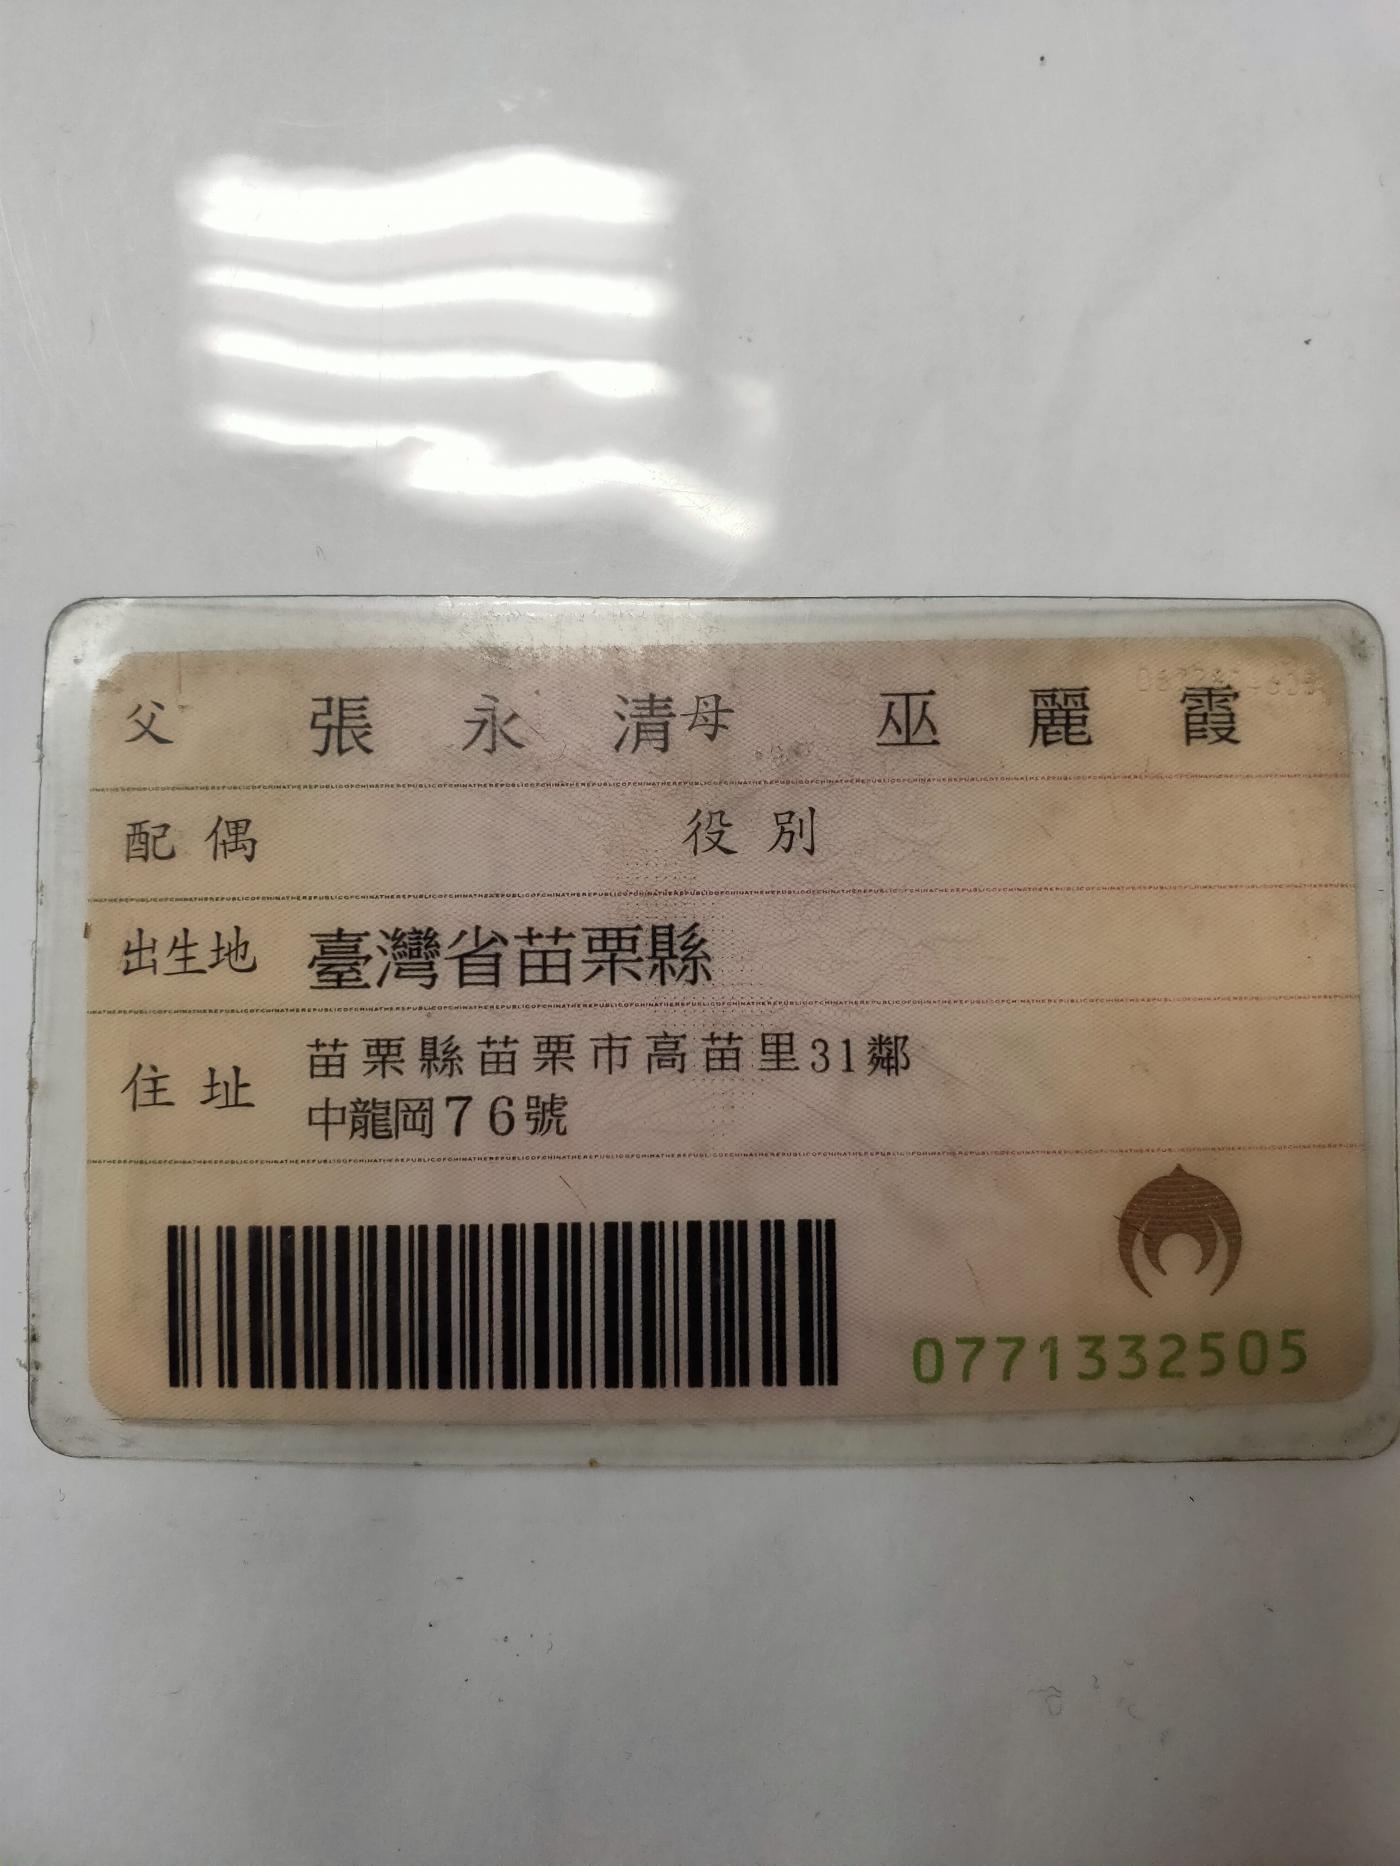 父 張永清 母 巫麗霞
配偶 役別
出生地 臺灣省苗栗縣
住址 苗栗縣苗栗市高苗里31鄰
中龍岡76號
0771332505